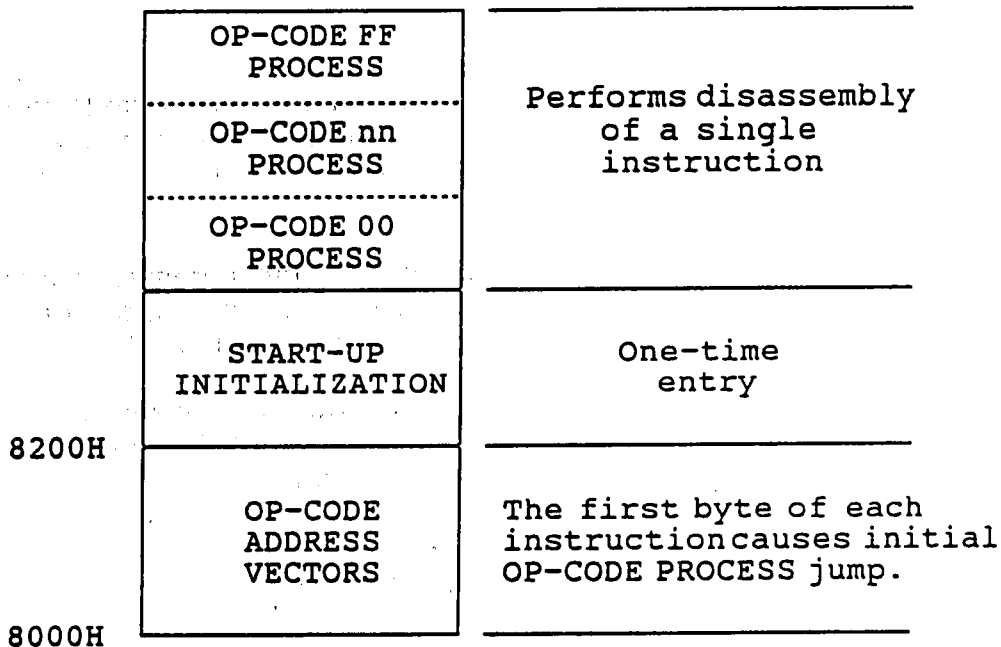 OP-CODE FF
PROCESS
Performs disassembly
of a single
instruction
OP-CODE nn
PROCESS
OP-CODE 00
PROCESS
START-UP
INITIALIZATION
One-time
entry
8200H
OP-CODE
ADDRESS
VECTORS
The first byte of each
instruction causes initial
OP-CODE PROCESS jump.
8000H